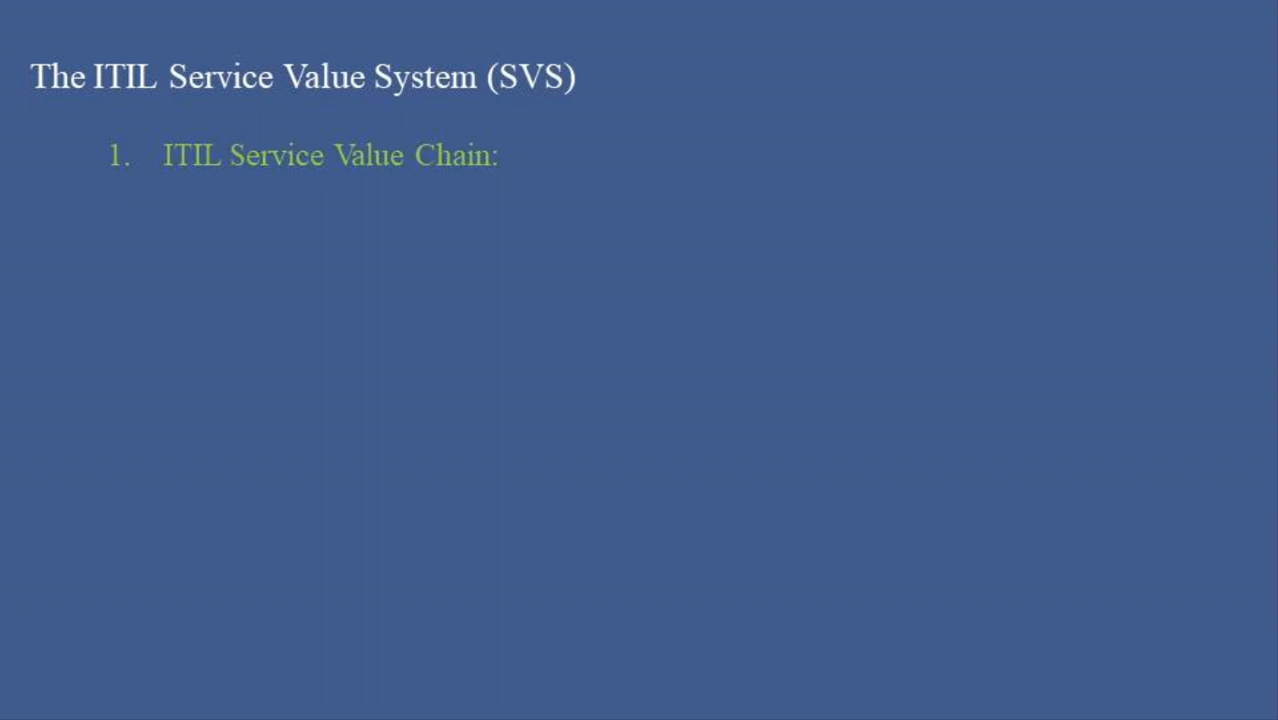 The ITIL Service Value System (SVS)
1. ITIL Service Value Chain: